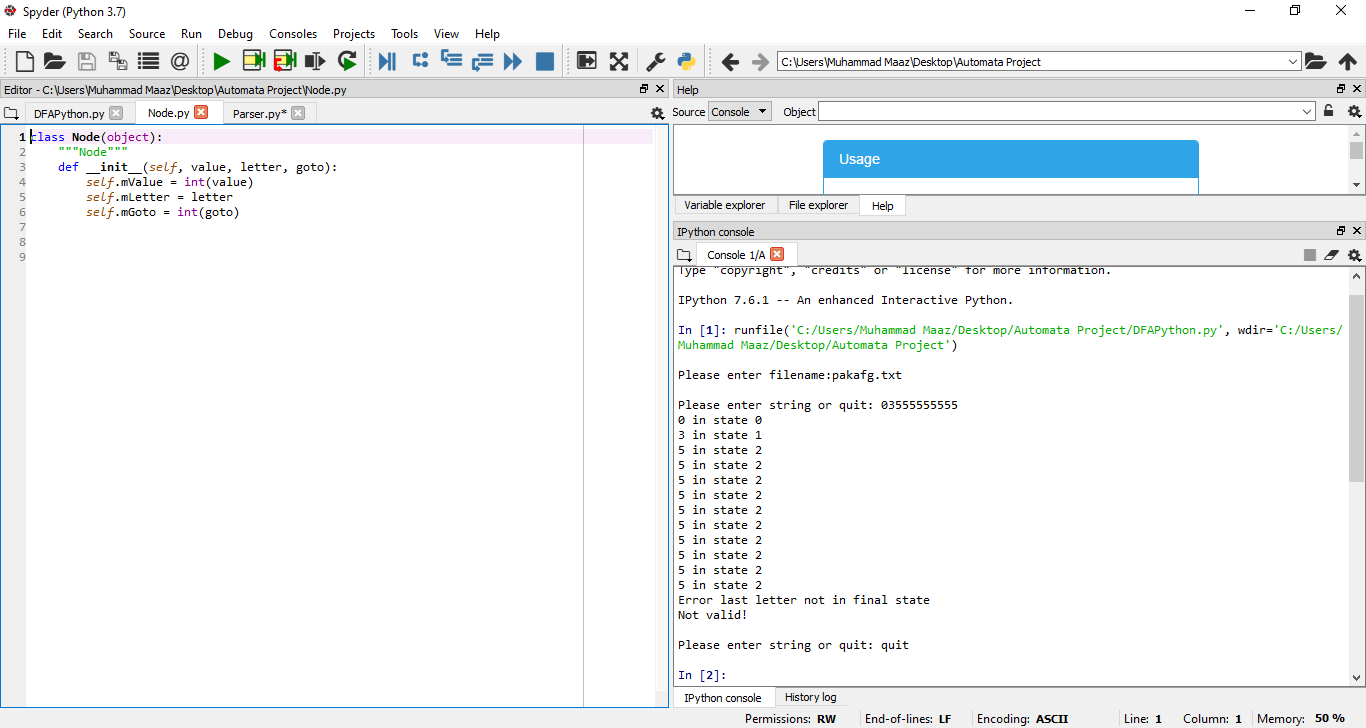 Spyder (Python 3.7)
File Edit Search Source Run Debug Consoles Projects Tools View Help
C:\Users\Muhammad Maaz\Desktop\Automata Project
Editor - C:\Users\Muhammad Maaz\Desktop\Automata Project\Node.py
DFAPython.py Node.py Parser.py*
1 class Node(object):
2 """Node"""
3 def __init__(self, value, letter, goto):
4 self.mValue = int(value)
5 self.mLetter = letter
6 self.mGoto = int(goto)
7
8
9
Help
Source Console Object
Usage
Variable explorer File explorer Help
IPython console
Console 1/A
Type "copyright", "credits" or "license" for more information.
IPython 7.6.1 -- An enhanced Interactive Python.
In [1]: runfile('C:/Users/Muhammad Maaz/Desktop/Automata Project/DFAPython.py', wdir='C:/Users/
Muhammad Maaz/Desktop/Automata Project')
Please enter filename:pakafg.txt
Please enter string or quit: 03555555555
0 in state 0
3 in state 1
5 in state 2
5 in state 2
5 in state 2
5 in state 2
5 in state 2
5 in state 2
5 in state 2
5 in state 2
5 in state 2
5 in state 2
Error last letter not in final state
Not valid!
Please enter string or quit: quit
In [2]:
IPython console History log
Permissions: RW End-of-lines: LF Encoding: ASCII Line: 1 Column: 1 Memory: 50 %